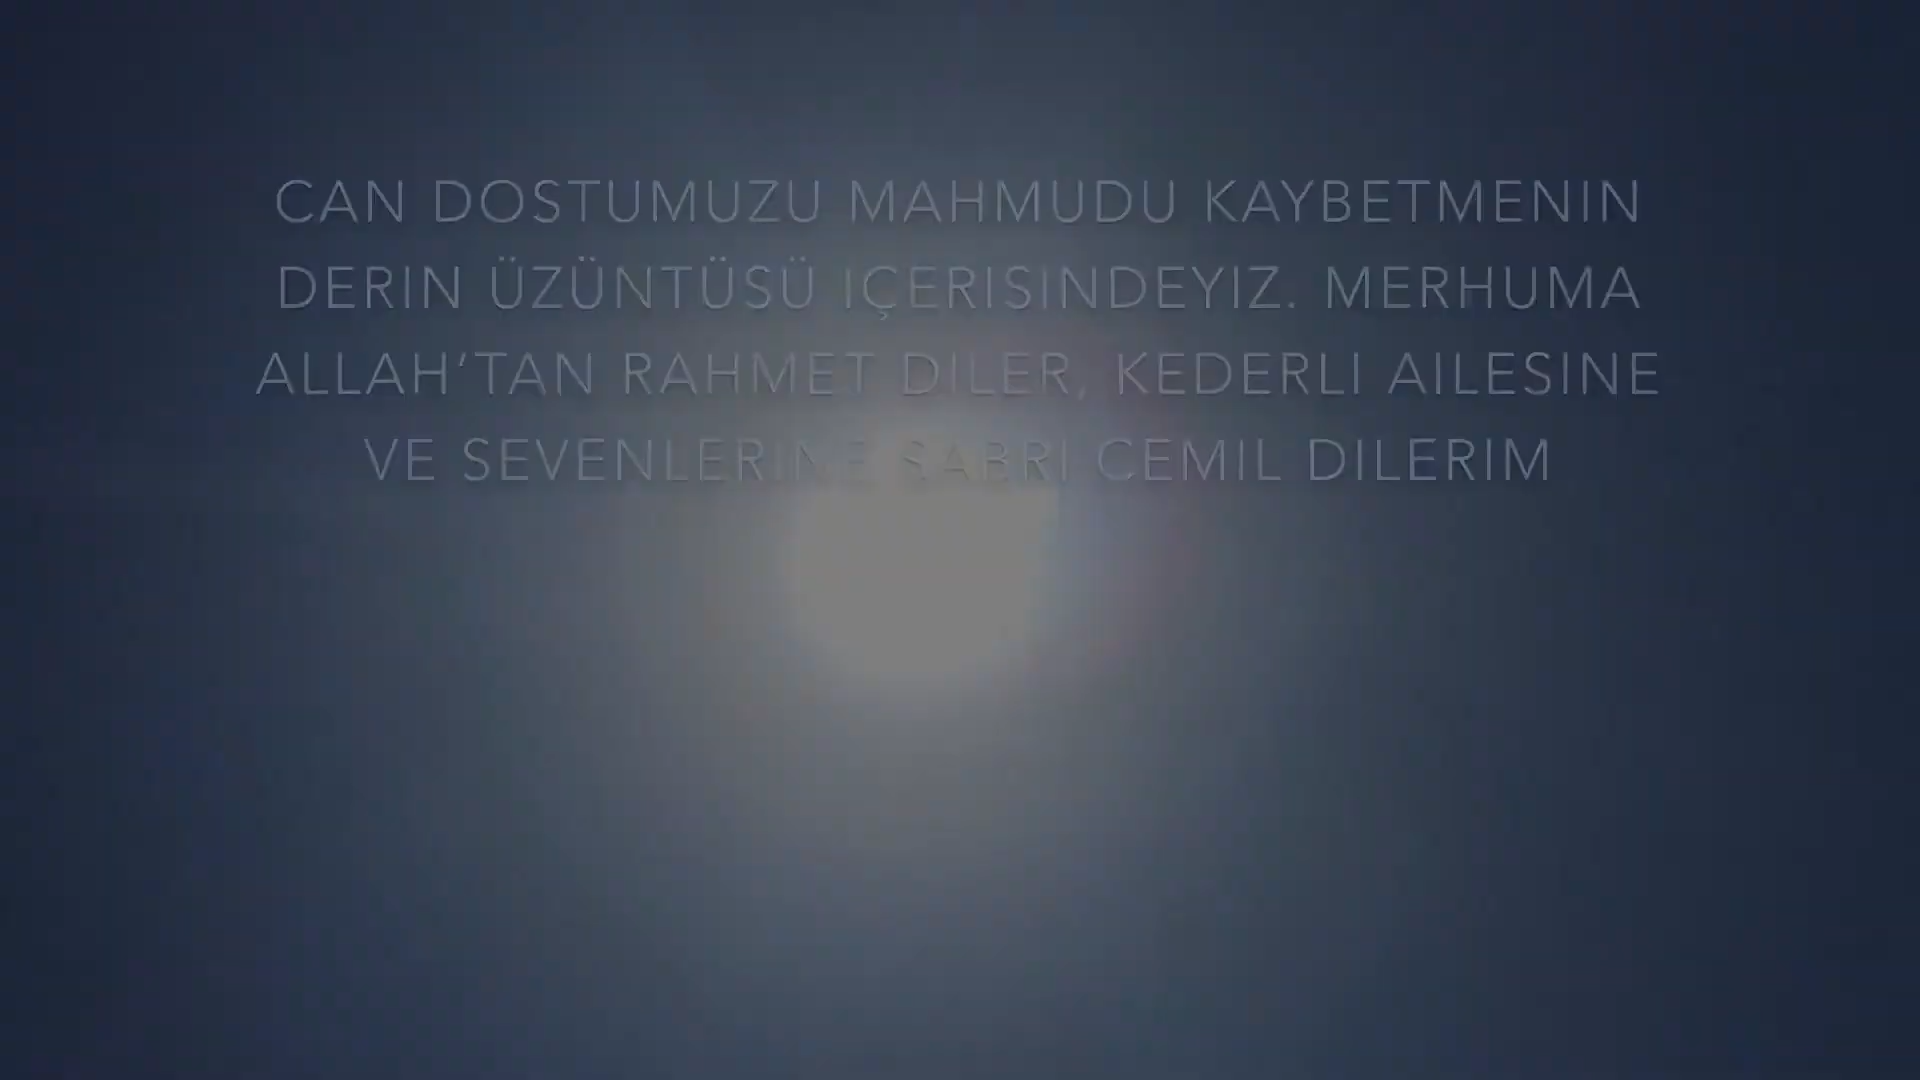 CAN DOSTUMUZU MAHMUDU KAYBETMENIN
DERIN ÜZÜNTÜSÜ IÇERISINDEYIZ. MERHUMA
ALLAH’TAN RAHMET DILER, KEDERLI AILESINE
VE SEVENLERINE SABRI CEMIL DILERIM